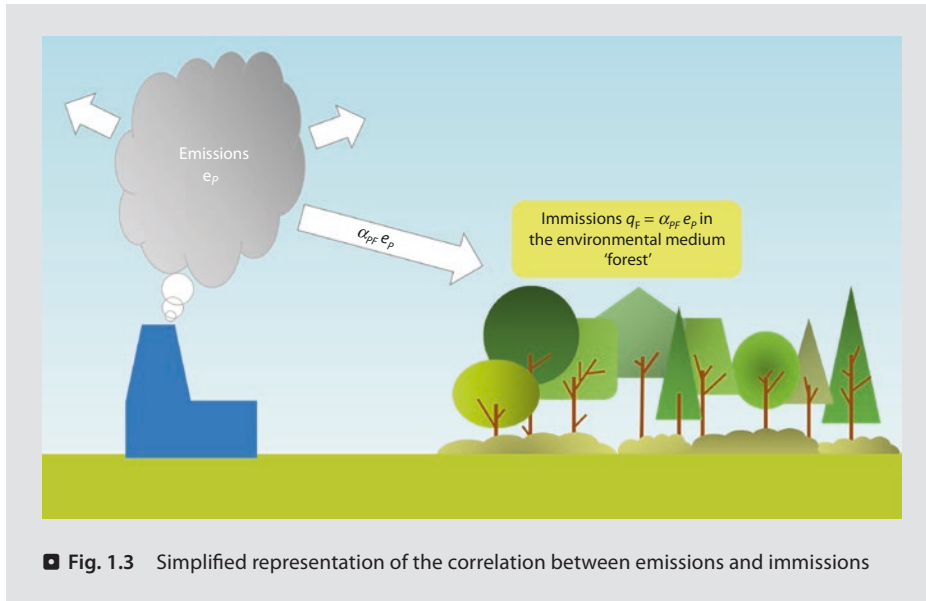 Emissions
eₚ
α_PF e_p
Immissions q_F = α_PF e_P in
the environmental medium
‘forest’
Fig. 1.3 Simplified representation of the correlation between emissions and immissions